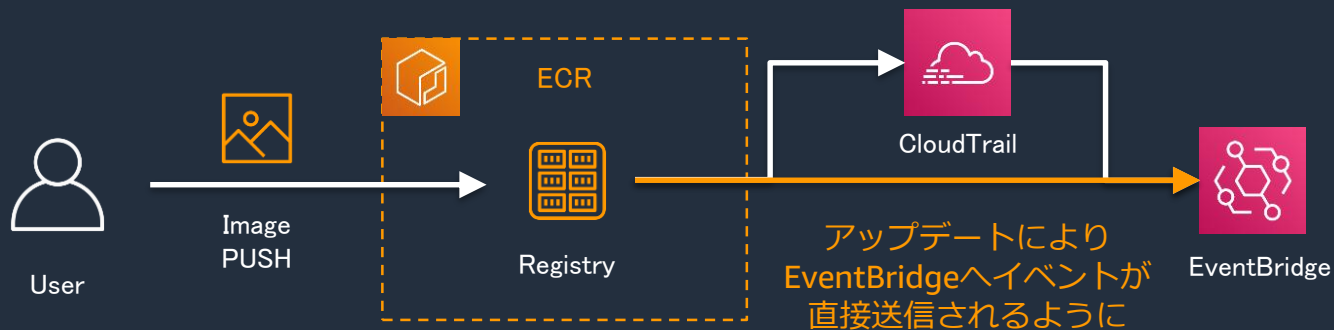 ECR
CloudTrail
Image
PUSH
User
Registry
アップデートにより
EventBridgeへイベントが
直接送信されるように
EventBridge